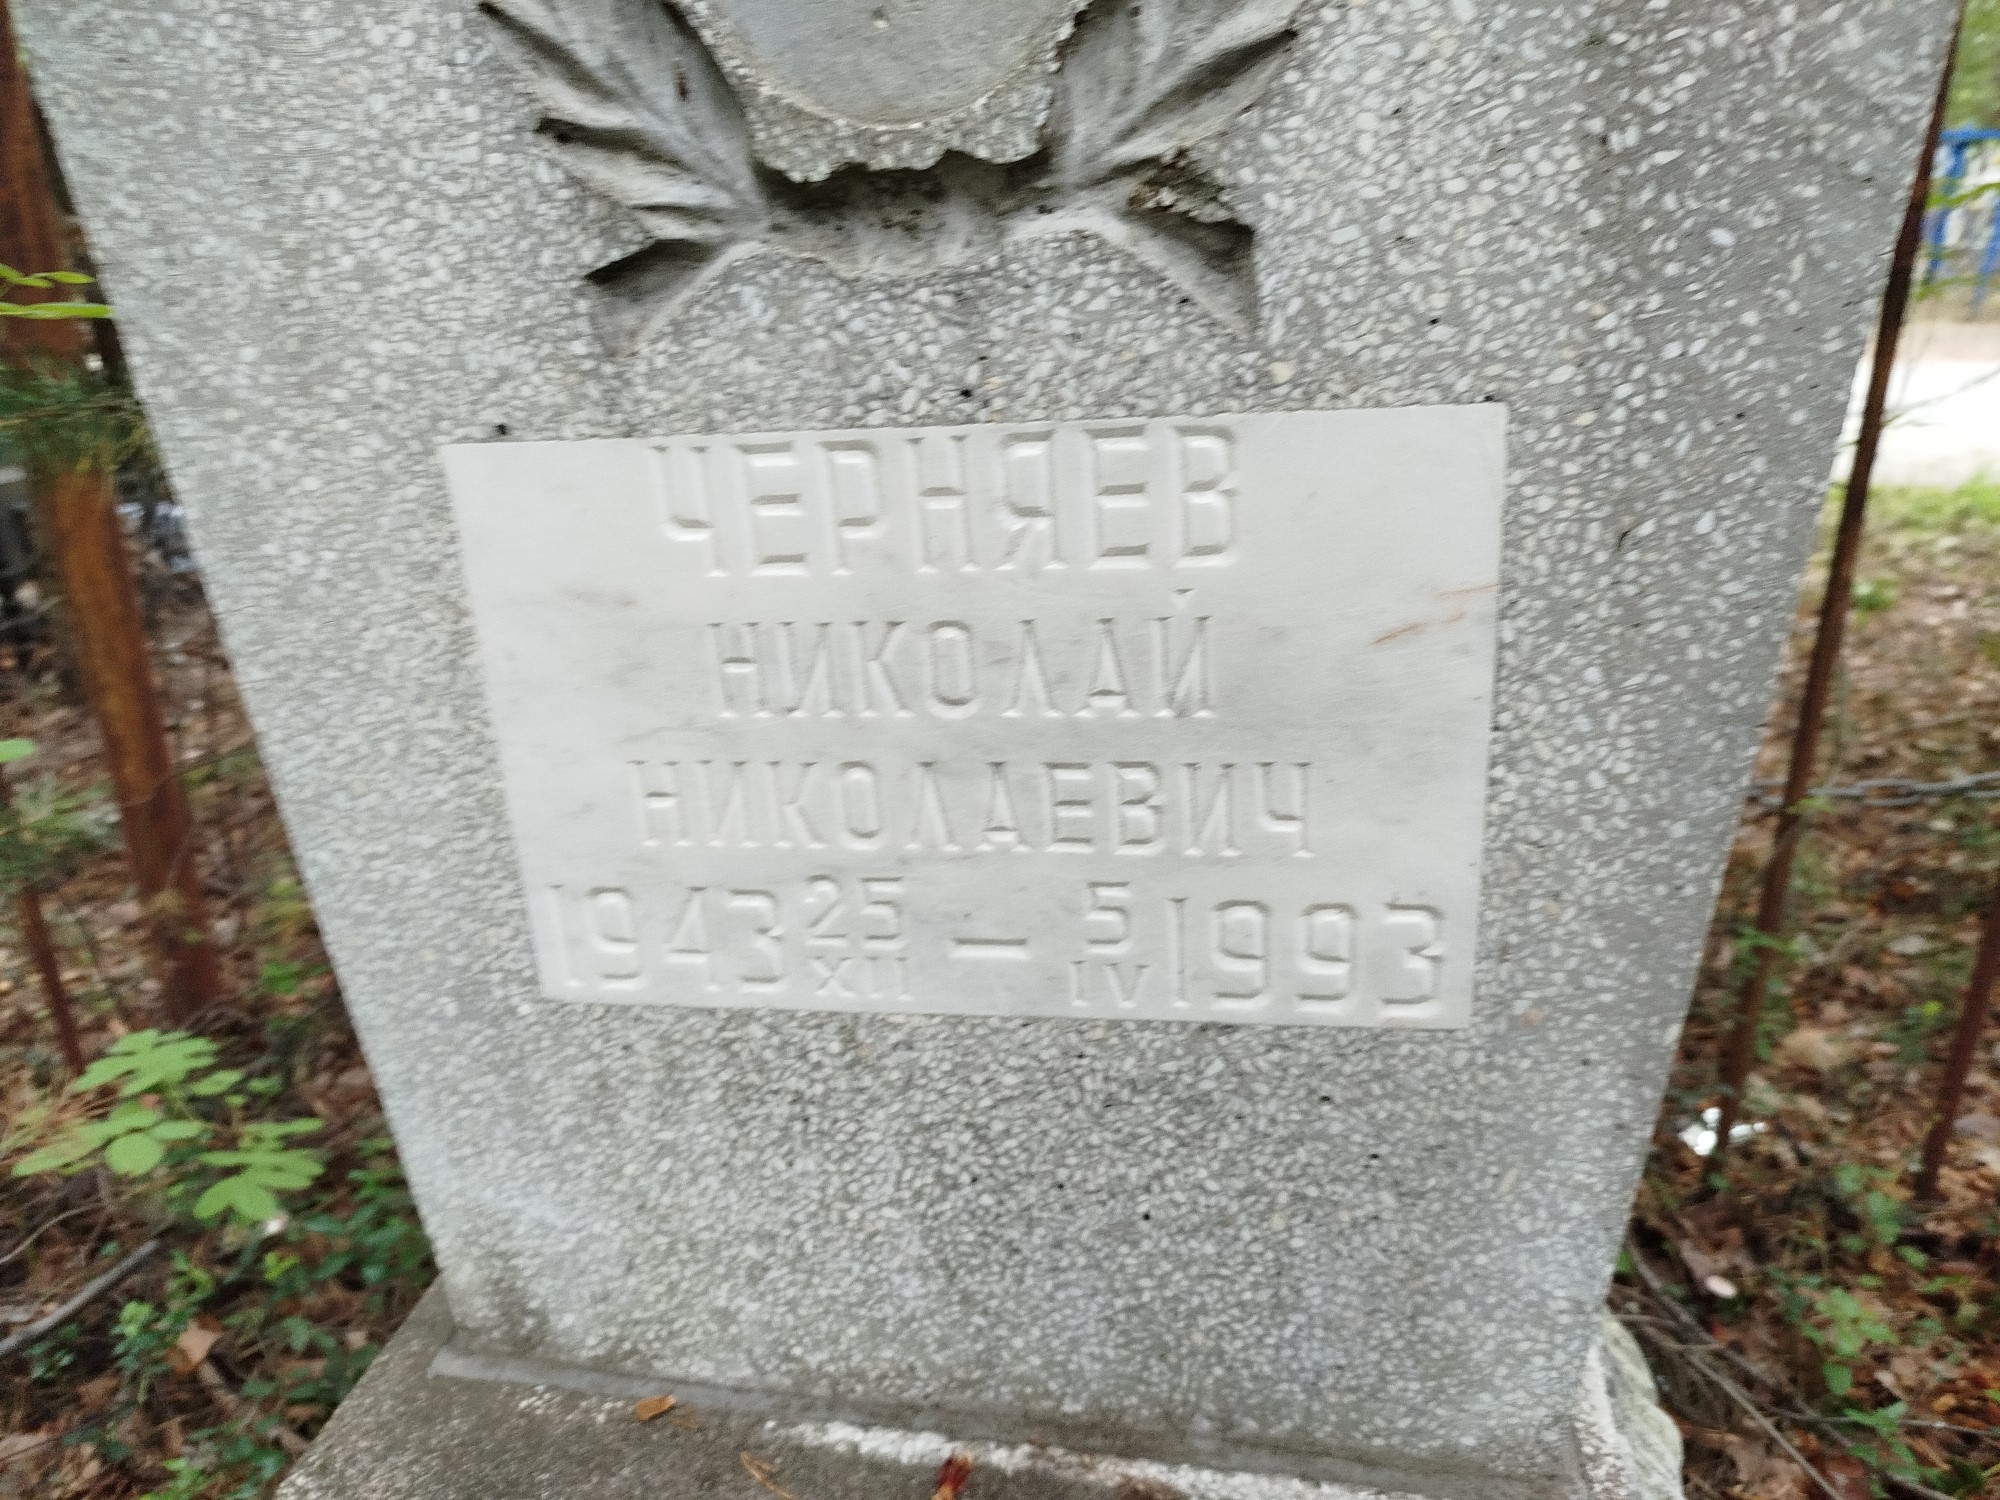 ЧЕРНЯЕВ
НИКОЛАЙ
НИКОЛАЕВИЧ
1943 25 XII — 5 IV 1993